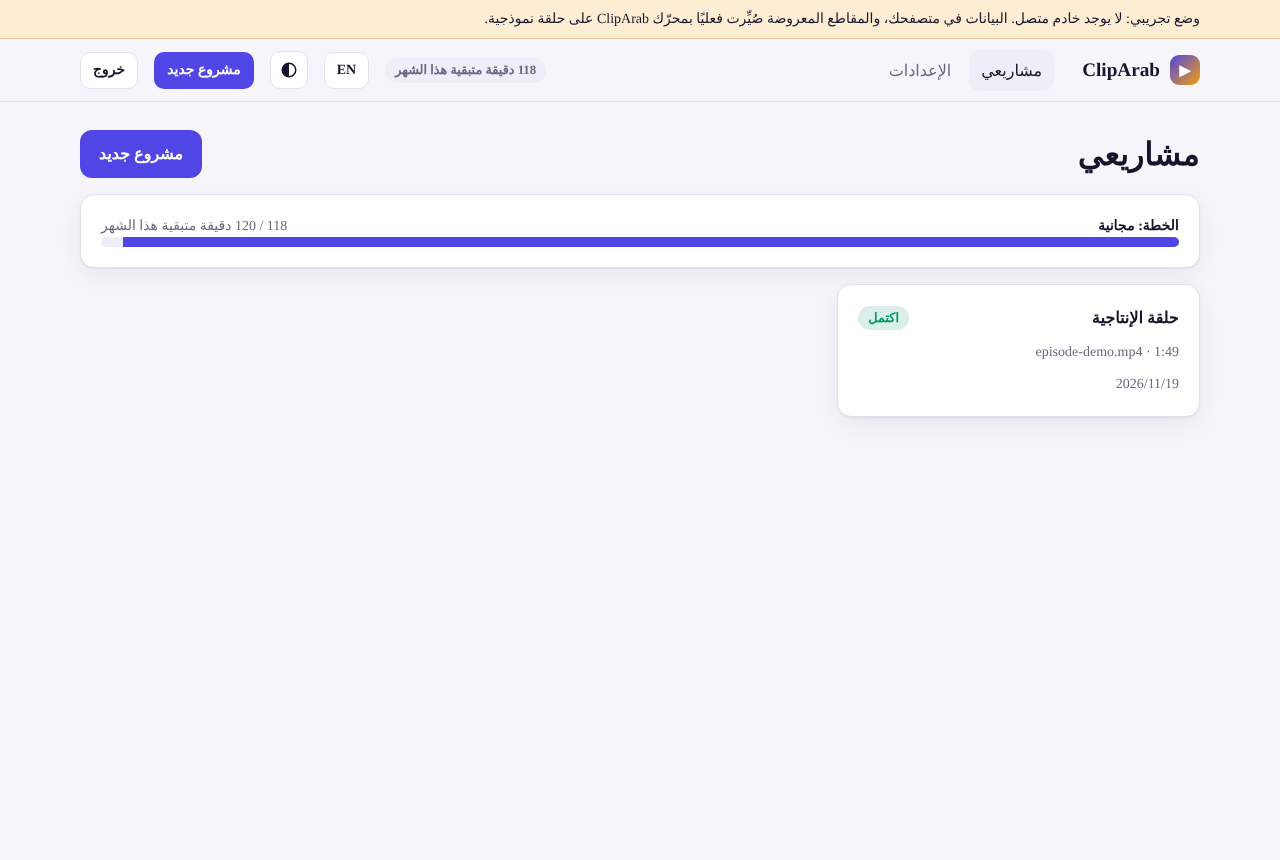 وضع تجريبي: لا يوجد خادم متصل. البيانات في متصفحك، والمقاطع المعروضة صُيِّرت فعليًا بمحرّك ClipArab على حلقة نموذجية.
ClipArab
مشاريعي
الإعدادات
118 دقيقة متبقية هذا الشهر
EN
مشروع جديد
خروج
مشاريعي
مشروع جديد
الخطة: مجانية
118 / 120 دقيقة متبقية هذا الشهر
حلقة الإنتاجية
اكتمل
episode-demo.mp4 · 1:49
2026/11/19